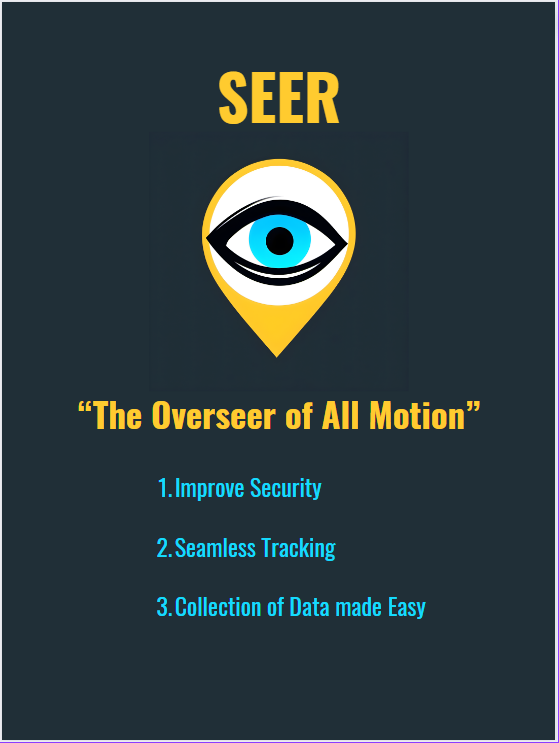 SEER
“The Overseer of All Motion”
1. Improve Security
2. Seamless Tracking
3. Collection of Data made Easy